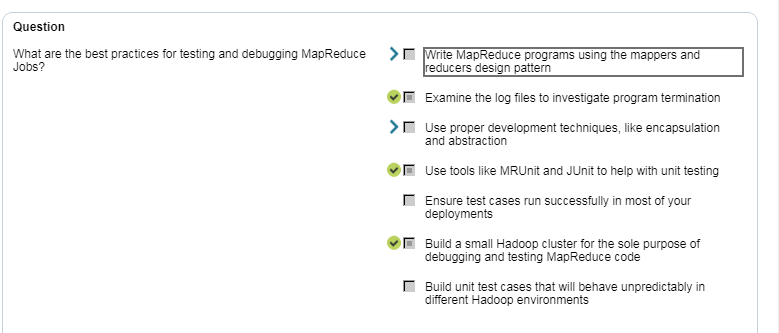 Question
What are the best practices for testing and debugging MapReduce
Jobs?
Write MapReduce programs using the mappers and
reducers design pattern
Examine the log files to investigate program termination
Use proper development techniques, like encapsulation
and abstraction
Use tools like MRUnit and JUnit to help with unit testing
Ensure test cases run successfully in most of your
deployments
Build a small Hadoop cluster for the sole purpose of
debugging and testing MapReduce code
Build unit test cases that will behave unpredictably in
different Hadoop environments